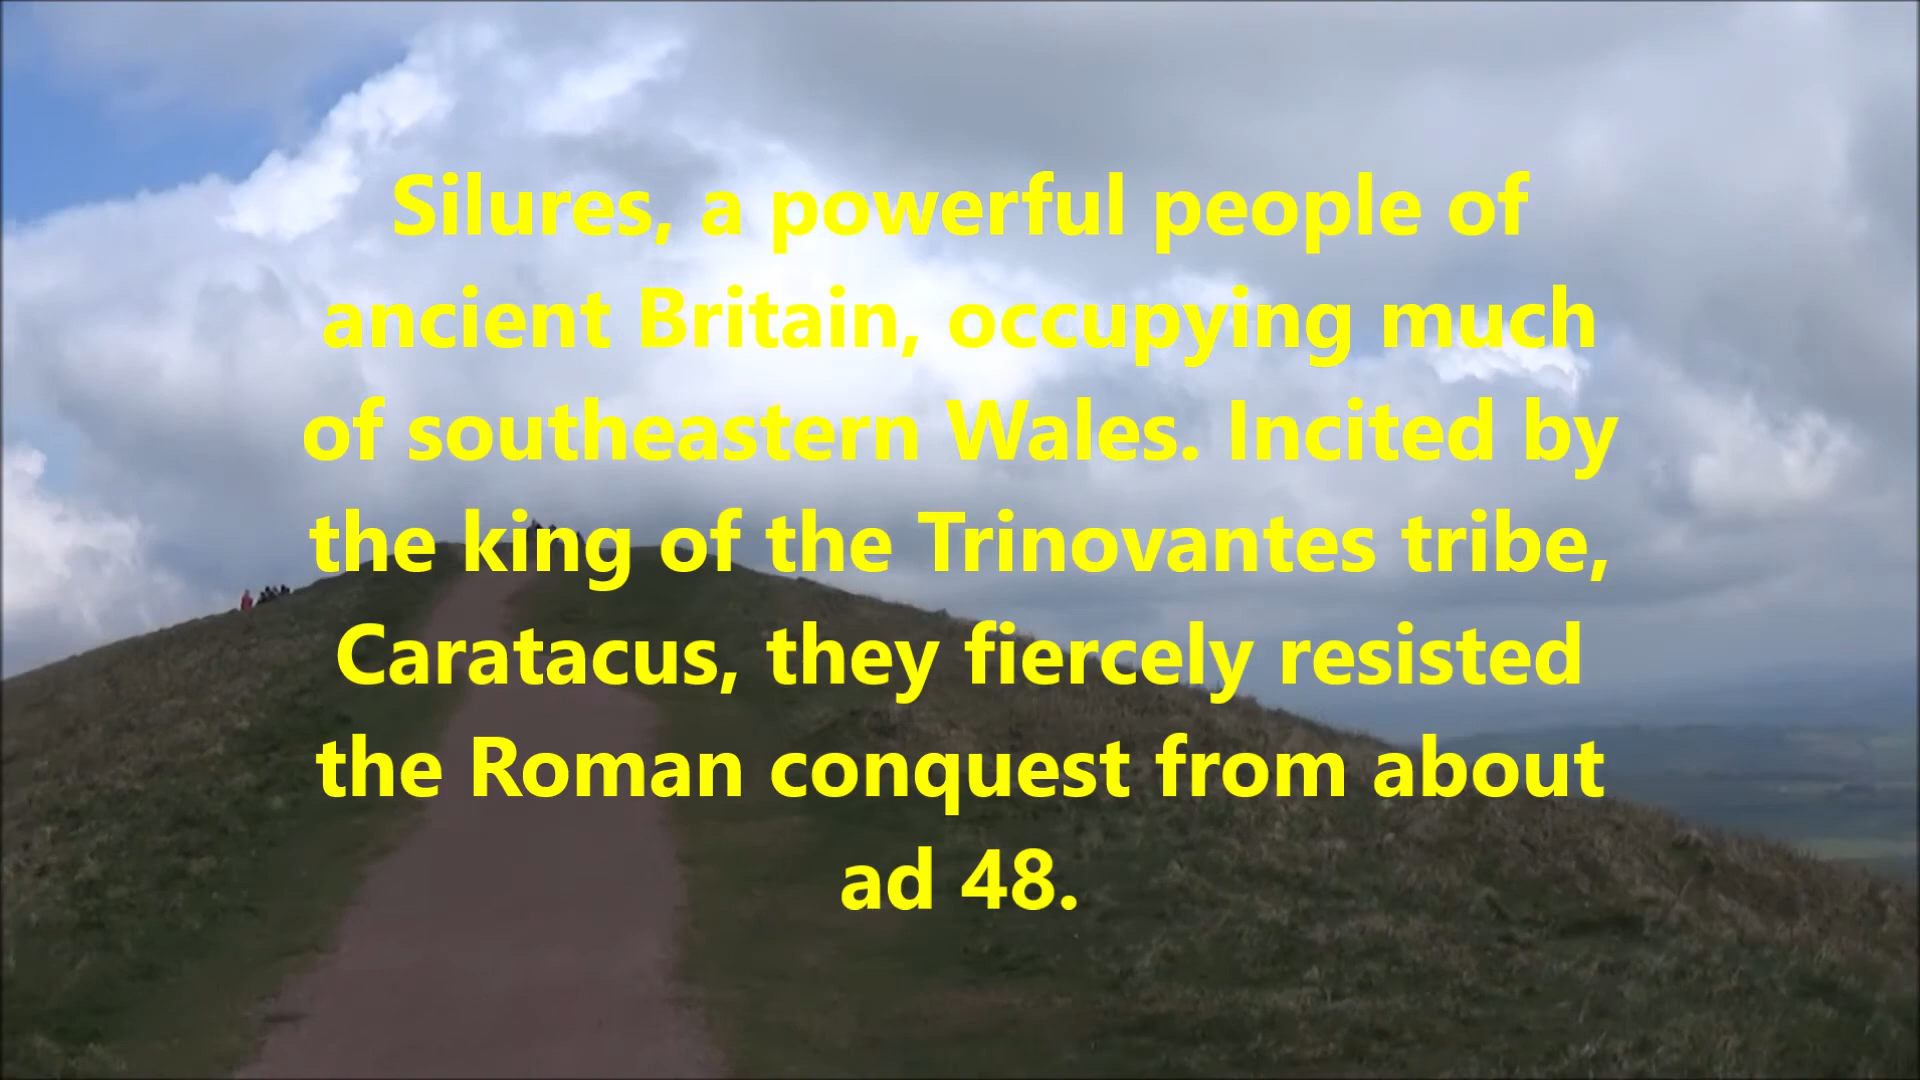 Silures, a powerful people of
ancient Britain, occupying much
of southeastern Wales. Incited by
the king of the Trinovantes tribe,
Caratacus, they fiercely resisted
the Roman conquest from about
ad 48.